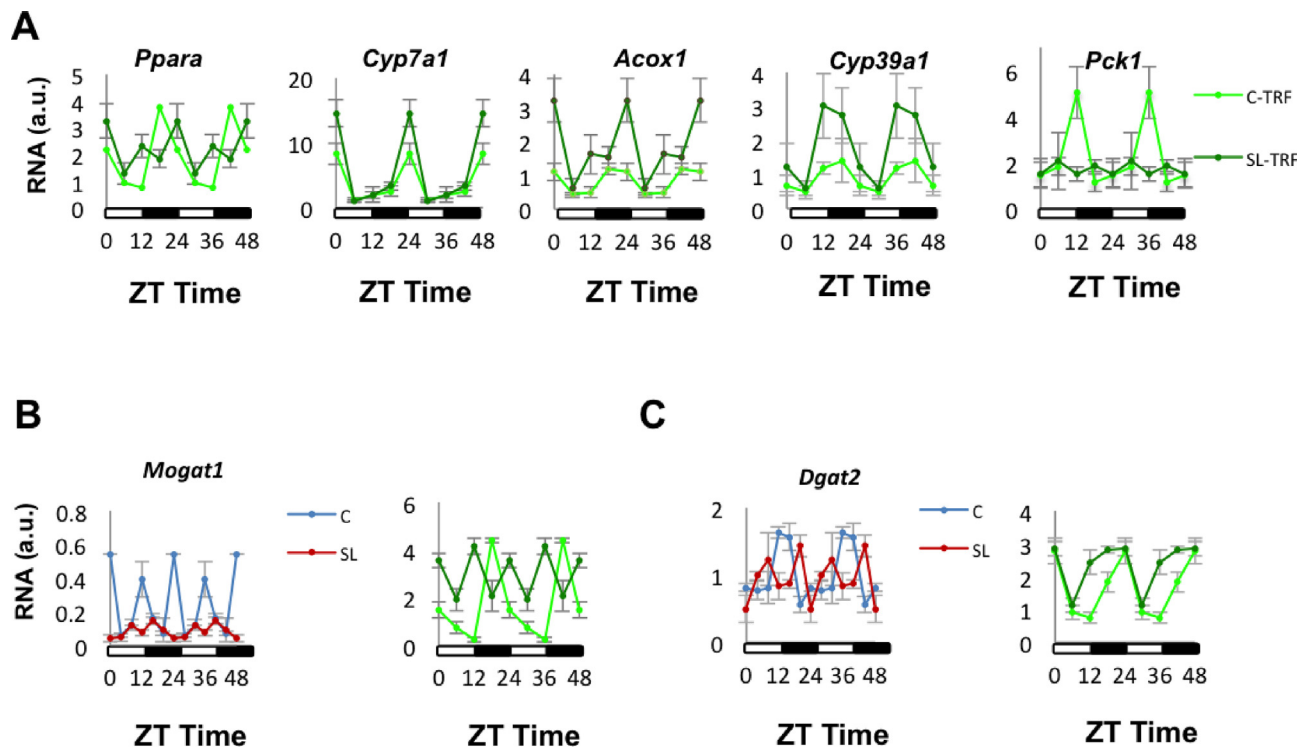 A
Ppara Cyp7a1 Acox1 Cyp39a1 Pck1
RNA (a.u.)
5
4
3
2
1
0
20
10
0
4
3
2
1
0
4
3
2
1
0
6
4
2
0
C-TRF
SL-TRF
0 12 24 36 48 0 12 24 36 48 0 12 24 36 48 0 12 24 36 48 0 12 24 36 48
ZT Time ZT Time ZT Time ZT Time ZT Time
B
Mogat1
RNA (a.u.)
0.8
0.6
0.4
0.2
0
C
SL
6
4
2
0
0 12 24 36 48 0 12 24 36 48
ZT Time ZT Time
C
Dgat2
2
1
0
C
SL
4
3
2
1
0
0 12 24 36 48 0 12 24 36 48
ZT Time ZT Time